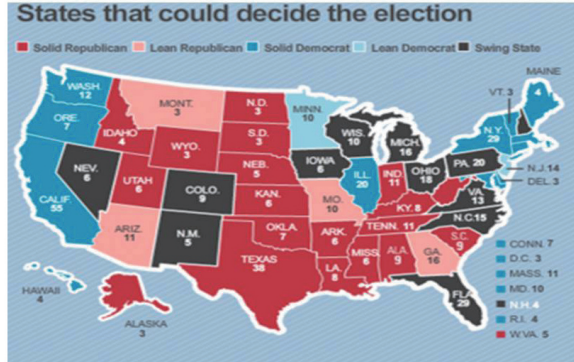 States that could decide the election
Solid Republican Lean Republican Solid Democrat Lean Democrat Swing State
MAINE
4
WASH.
12
VT. 3
MONT.
3
N.D.
3
MINN.
10
ORE.
7
IDAHO
4
WIS.
10
N.Y.
29
S.D.
3
MICH.
16
WYO.
3
NEB.
5
IOWA
6
PA. 20
N.J. 14
NEV.
6
OHIO
18
DEL. 3
UTAH
6
ILL.
20
IND.
11
COLO.
9
VA.
13
CALIF.
55
KAN.
6
MO.
10
KY. 8
N.C. 15
TENN. 11
ARIZ.
11
N.M.
5
OKLA.
7
ARK.
6
S.C.
9
TEXAS
38
MISS.
6
ALA.
9
GA.
16
LA.
8
FLA.
29
CONN. 7
D.C. 3
MASS. 11
MD. 10
N.H. 4
R.I. 4
W.VA. 5
HAWAII
4
ALASKA
3